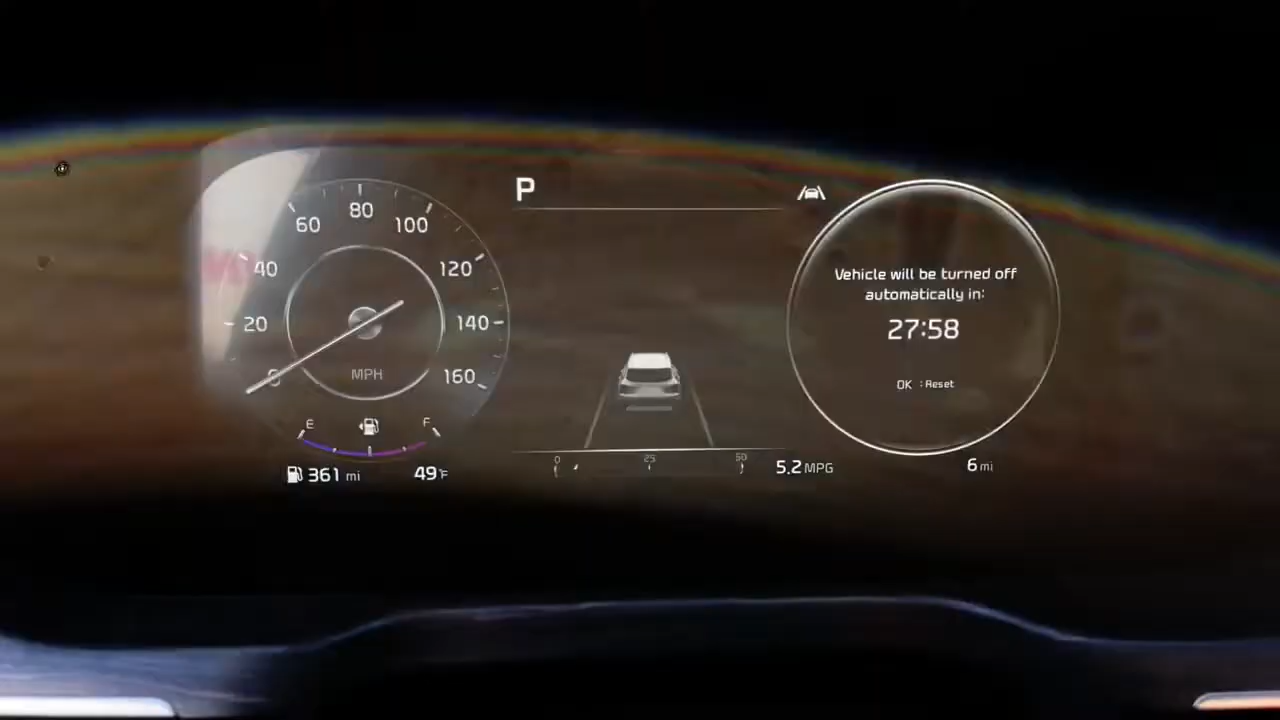 P
80
60
100
40
120
20
140
0
160
MPH
E
F
361 mi
49°F
0
25
50
5.2 MPG
Vehicle will be turned off
automatically in:
27:58
OK : Reset
6 mi